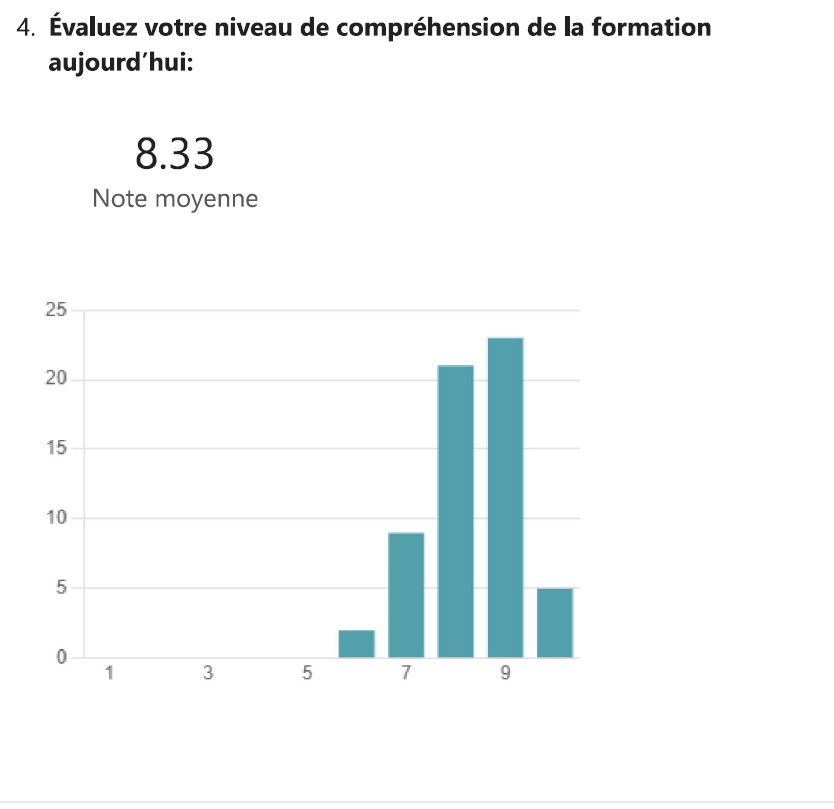 4. Évaluez votre niveau de compréhension de la formation
aujourd'hui:
8.33
Note moyenne
25
20
15
10
5
0
1 3 5 7 9